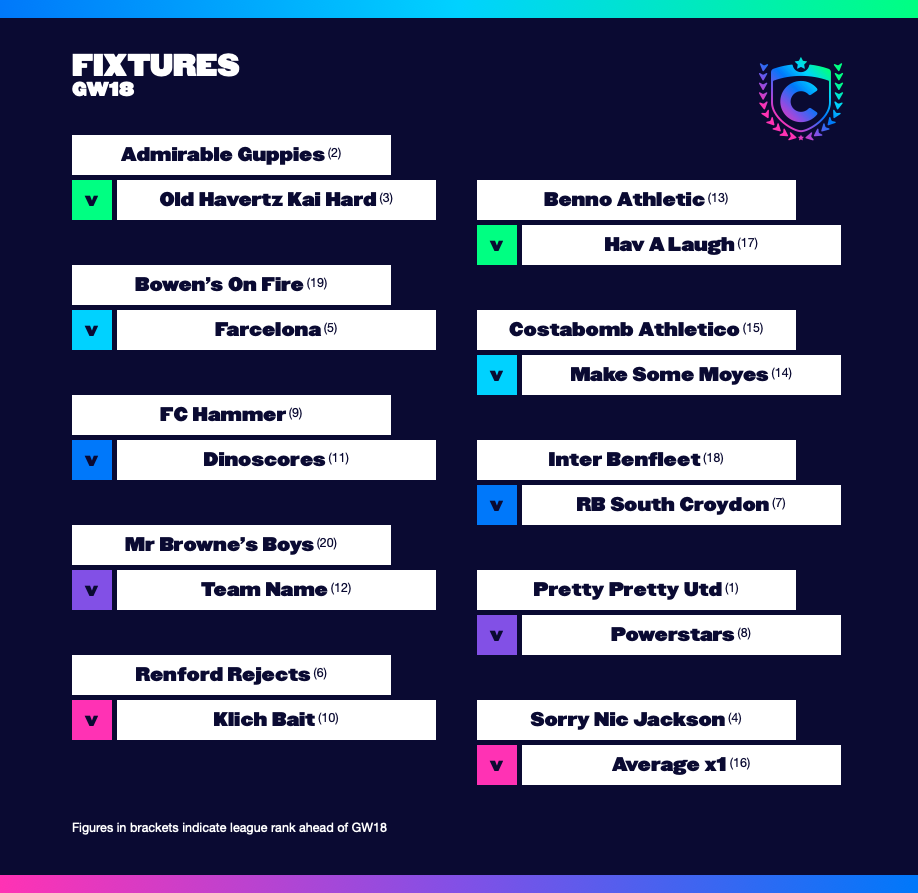 FIXTURES
GW18
Admirable Guppies (2)
v Old Havertz Kai Hard (3)
Bowen's On Fire (19)
v Farcelona (5)
FC Hammer (9)
v Dinoscores (11)
Mr Browne's Boys (20)
v Team Name (12)
Renford Rejects (6)
v Klich Bait (10)
C
Benno Athletic (13)
v Hav A Laugh (17)
Costabomb Athletico (15)
v Make Some Moyes (14)
Inter Benfleet (18)
v RB South Croydon (7)
Pretty Pretty Utd (1)
v Powerstars (8)
Sorry Nic Jackson (4)
v Average x1 (16)
Figures in brackets indicate league rank ahead of GW18